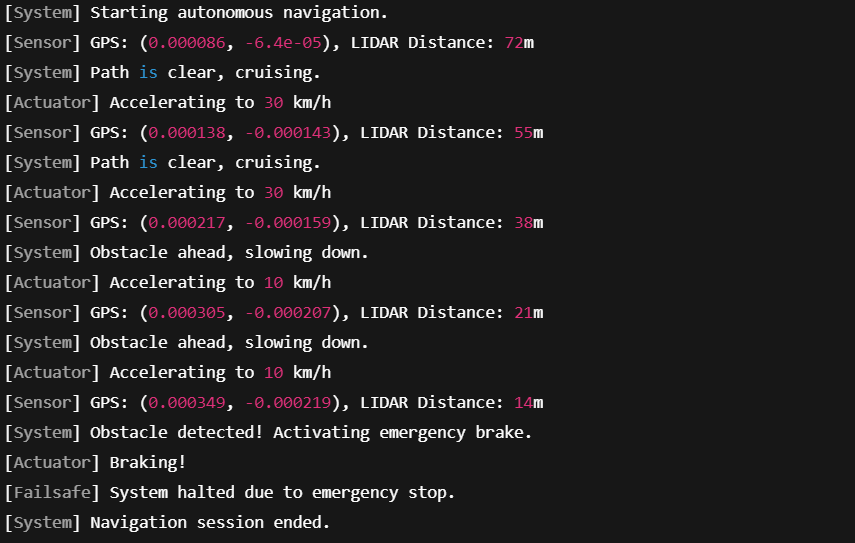 [System] Starting autonomous navigation.
[Sensor] GPS: (0.000086, -6.4e-05), LIDAR Distance: 72m
[System] Path is clear, cruising.
[Actuator] Accelerating to 30 km/h
[Sensor] GPS: (0.000138, -0.000143), LIDAR Distance: 55m
[System] Path is clear, cruising.
[Actuator] Accelerating to 30 km/h
[Sensor] GPS: (0.000217, -0.000159), LIDAR Distance: 38m
[System] Obstacle ahead, slowing down.
[Actuator] Accelerating to 10 km/h
[Sensor] GPS: (0.000305, -0.000207), LIDAR Distance: 21m
[System] Obstacle ahead, slowing down.
[Actuator] Accelerating to 10 km/h
[Sensor] GPS: (0.000349, -0.000219), LIDAR Distance: 14m
[System] Obstacle detected! Activating emergency brake.
[Actuator] Braking!
[Failsafe] System halted due to emergency stop.
[System] Navigation session ended.